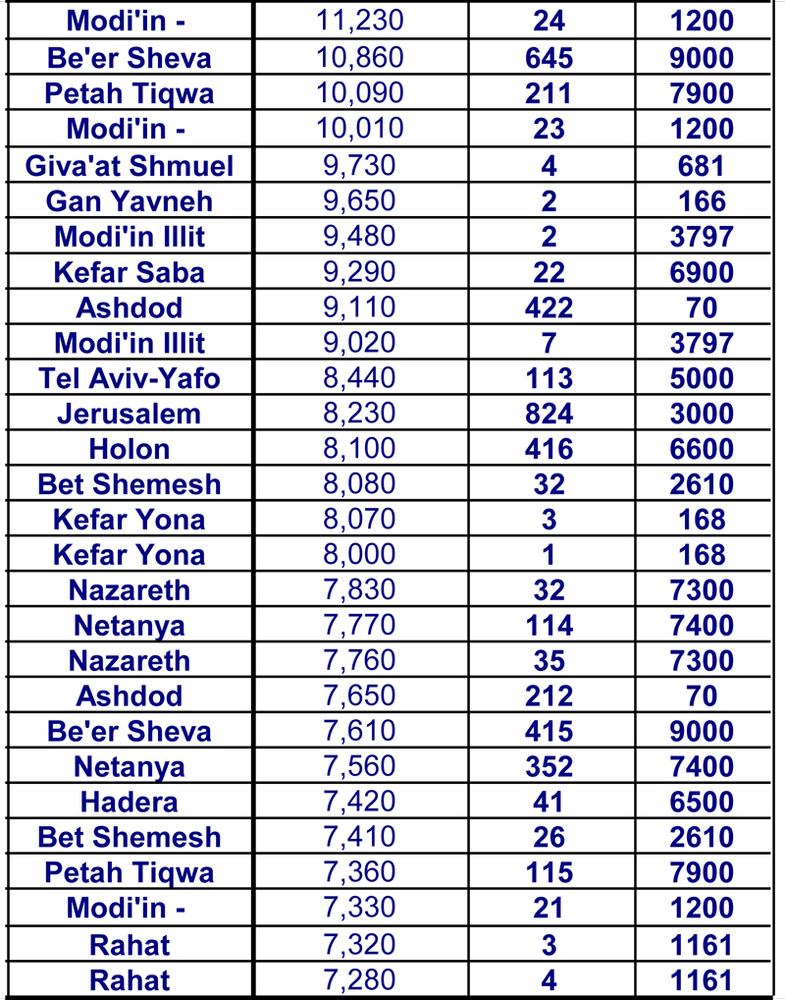 Modi'in - 11,230 24 1200
Be'er Sheva 10,860 645 9000
Petah Tiqwa 10,090 211 7900
Modi'in - 10,010 23 1200
Giva'at Shmuel 9,730 4 681
Gan Yavneh 9,650 2 166
Modi'in Illit 9,480 2 3797
Kefar Saba 9,290 22 6900
Ashdod 9,110 422 70
Modi'in Illit 9,020 7 3797
Tel Aviv-Yafo 8,440 113 5000
Jerusalem 8,230 824 3000
Holon 8,100 416 6600
Bet Shemesh 8,080 32 2610
Kefar Yona 8,070 3 168
Kefar Yona 8,000 1 168
Nazareth 7,830 32 7300
Netanya 7,770 114 7400
Nazareth 7,760 35 7300
Ashdod 7,650 212 70
Be'er Sheva 7,610 415 9000
Netanya 7,560 352 7400
Hadera 7,420 41 6500
Bet Shemesh 7,410 26 2610
Petah Tiqwa 7,360 115 7900
Modi'in - 7,330 21 1200
Rahat 7,320 3 1161
Rahat 7,280 4 1161